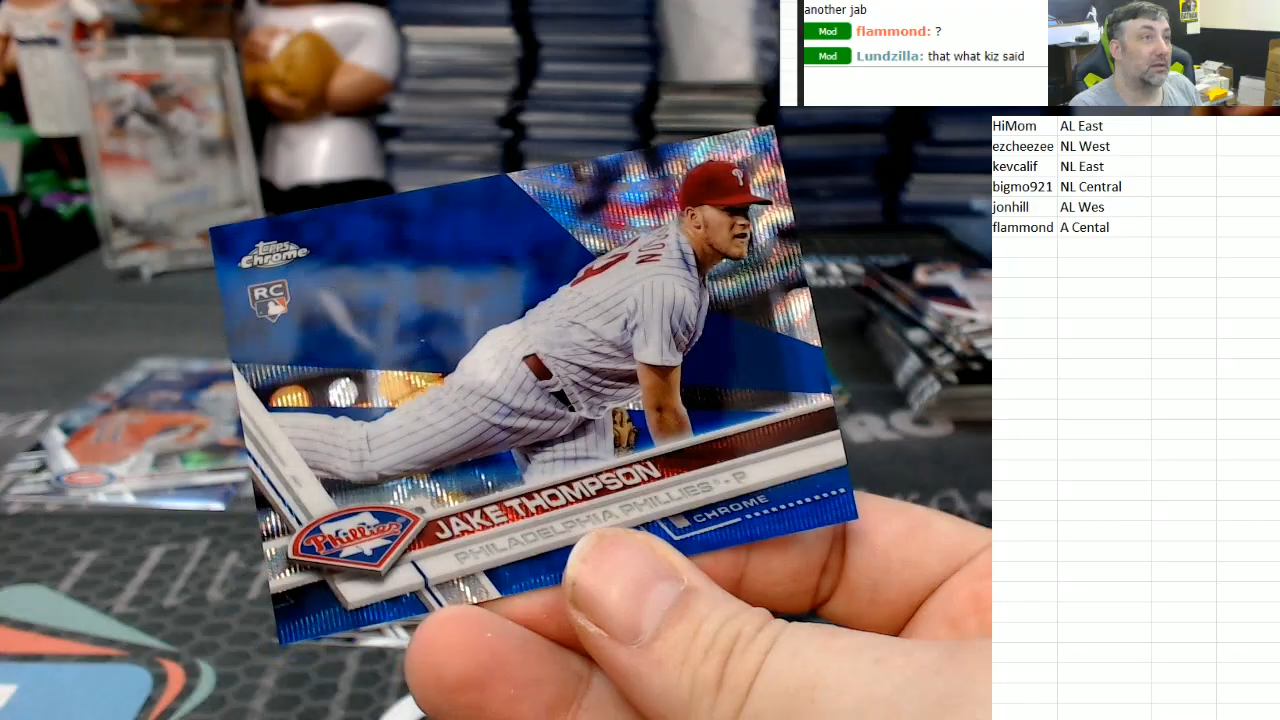 another jab
Mod flammond: ?
Mod Lundzilla: that what kiz said
HiMom AL East
ezcheezee NL West
kevcalif NL East
bigmo921 NL Central
jonhill AL Wes
flammond A Cental
Topps
Chrome
RC
P
Phillies
JAKE THOMPSON
PHILADELPHIA PHILLIES® - P
CHROME